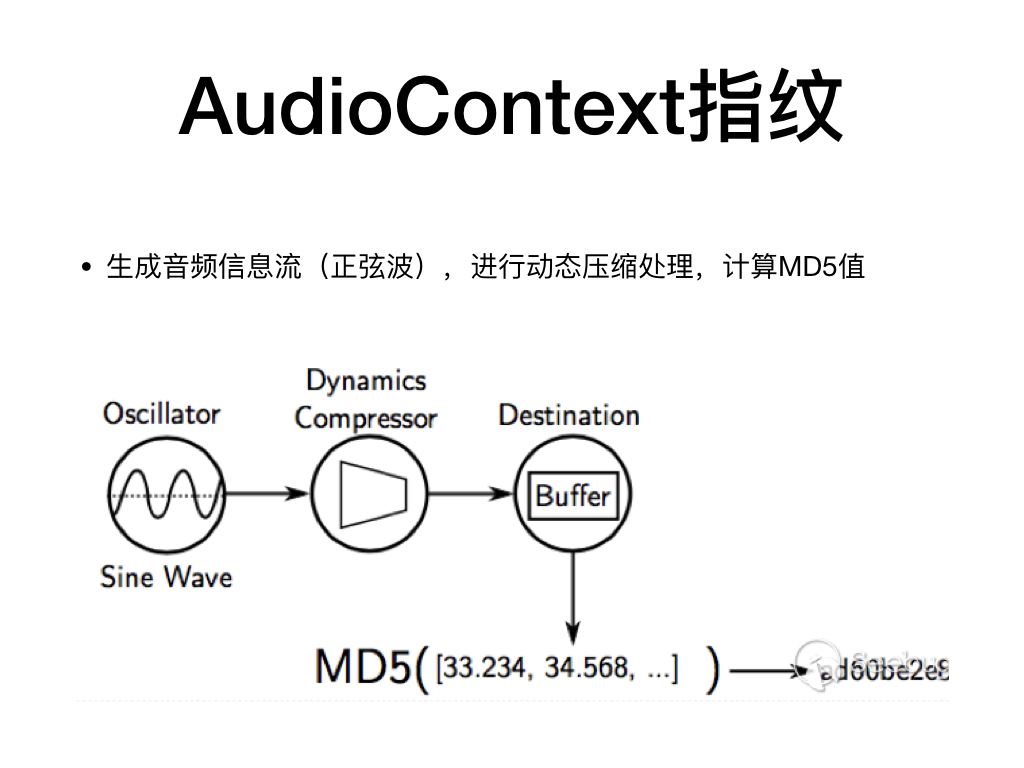 AudioContext指纹
• 生成音频信息流（正弦波），进行动态压缩处理，计算MD5值
Dynamics
Compressor
Oscillator
Destination
Buffer
Sine Wave
MD5([33.234, 34.568, ...])
Seebug